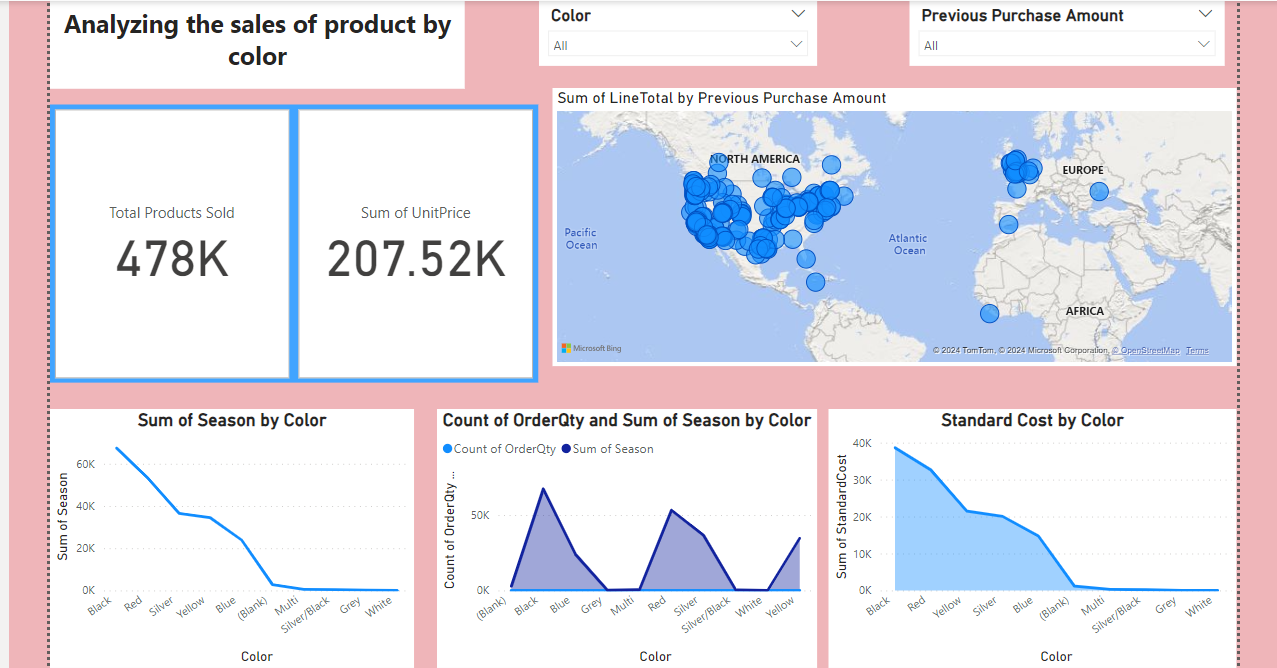 Analyzing the sales of product by
color
Color
All
Previous Purchase Amount
All
Total Products Sold
478K
Sum of UnitPrice
207.52K
Sum of LineTotal by Previous Purchase Amount
NORTH AMERICA
EUROPE
Pacific
Ocean
Atlantic
Ocean
AFRICA
Microsoft Bing
© 2024 TomTom, © 2024 Microsoft Corporation, © OpenStreetMap Terms
Sum of Season by Color
Sum of Season
60K
40K
20K
0K
Black
Red
Silver
Yellow
Blue
(Blank)
Multi
Silver/Black
Grey
White
Color
Count of OrderQty and Sum of Season by Color
Count of OrderQty
Sum of Season
Count of OrderQty ...
50K
0K
(Blank)
Black
Blue
Grey
Multi
Red
Silver
Silver/Black
White
Yellow
Color
Standard Cost by Color
Sum of StandardCost
40K
30K
20K
10K
0K
Black
Red
Yellow
Silver
Blue
(Blank)
Multi
Silver/Black
Grey
White
Color